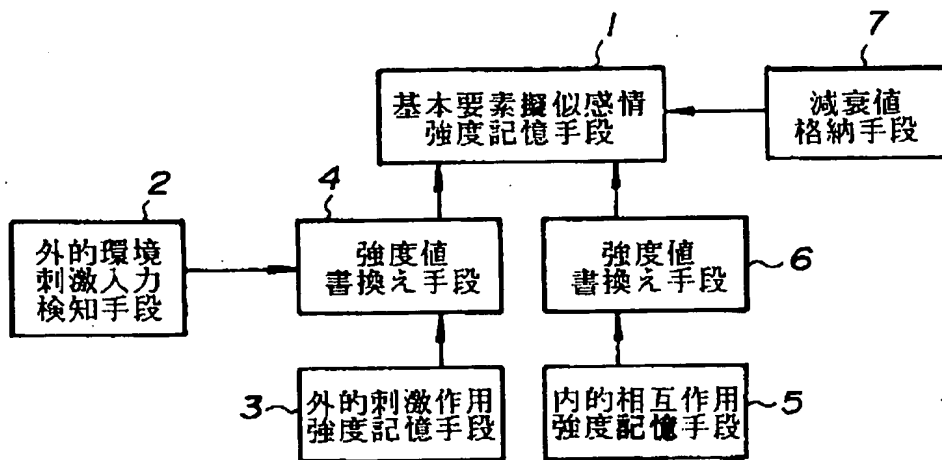 1
7
基本要素擬似感情
強度記憶手段
減衰値
格納手段
2
4
外的環境
刺激入力
検知手段
強度値
書換え手段
強度値
書換え手段
6
3
外的刺激作用
強度記憶手段
内的相互作用
強度記憶手段
5